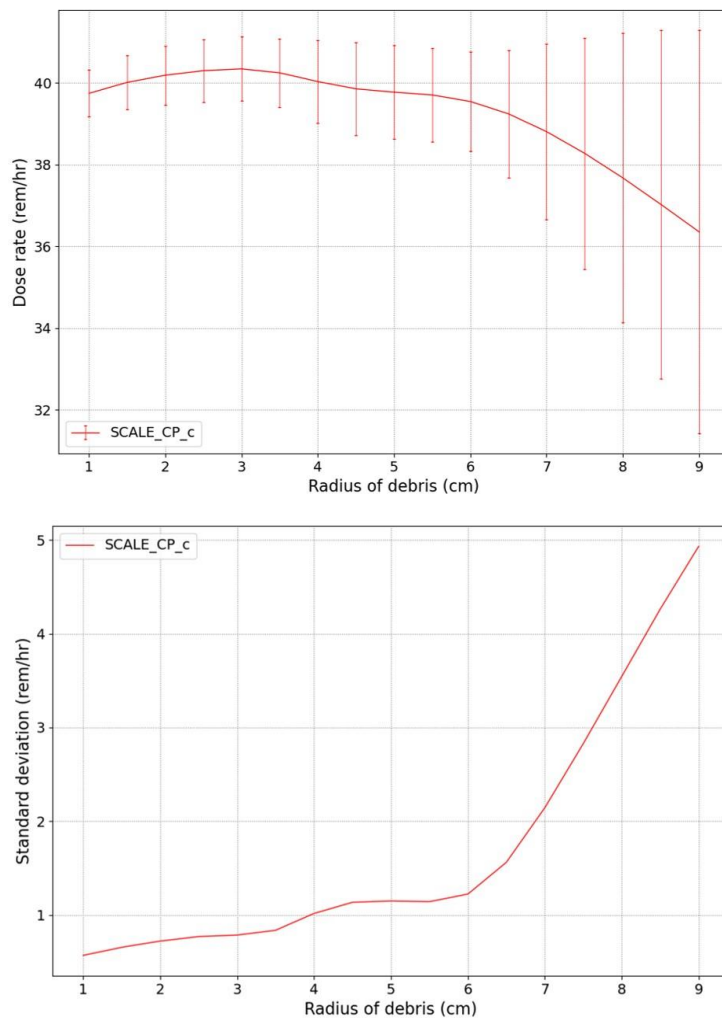 40
38
36
34
32
Dose rate (rem/hr)
SCALE_CP_c
1 2 3 4 5 6 7 8 9
Radius of debris (cm)
5
4
3
2
1
Standard deviation (rem/hr)
SCALE_CP_c
1 2 3 4 5 6 7 8 9
Radius of debris (cm)